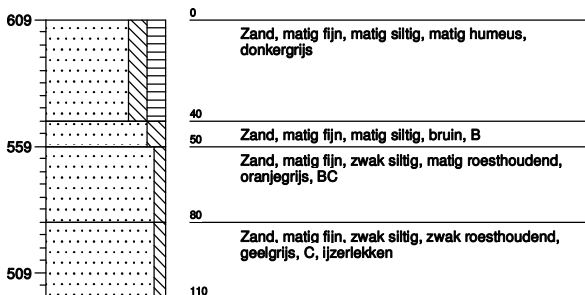 609
0
Zand, matig fijn, matig siltig, matig humeus,
donkergrijs
40
Zand, matig fijn, matig siltig, bruin, B
559
50
Zand, matig fijn, zwak siltig, matig roesthoudend,
oranjegrijs, BC
80
Zand, matig fijn, zwak siltig, zwak roesthoudend,
geelgrijs, C, ijzerlekken
509
110